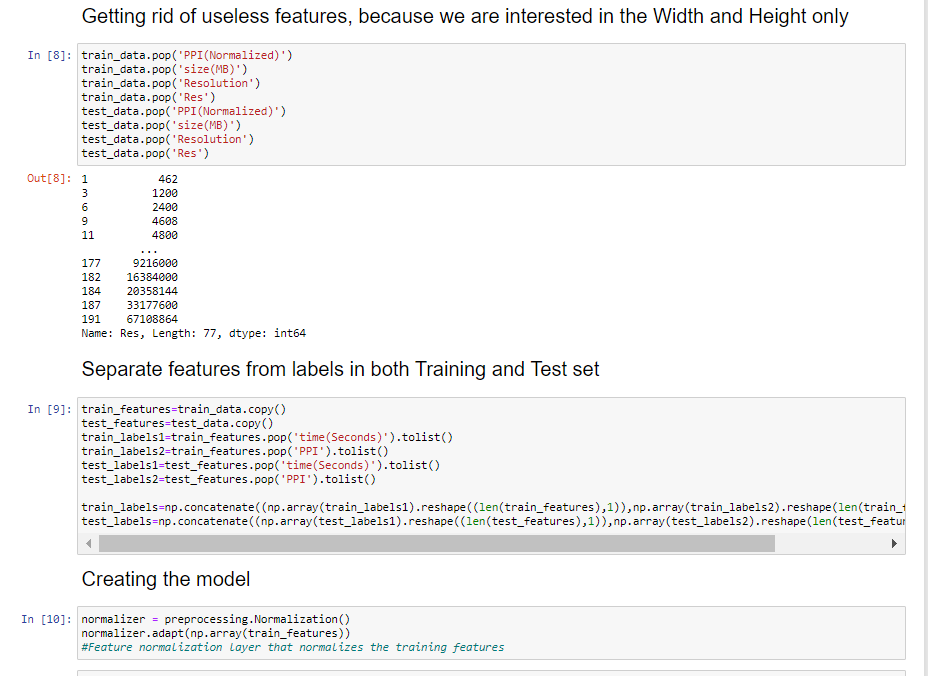 Getting rid of useless features, because we are interested in the Width and Height only
In [8]: train_data.pop('PPI(Normalized)')
train_data.pop('size(MB)')
train_data.pop('Resolution')
train_data.pop('Res')
test_data.pop('PPI(Normalized)')
test_data.pop('size(MB)')
test_data.pop('Resolution')
test_data.pop('Res')
Out[8]: 1 462
3 1200
6 2400
9 4608
11 4800
...
177 9216000
182 16384000
184 20358144
187 33177600
191 67108864
Name: Res, Length: 77, dtype: int64
Separate features from labels in both Training and Test set
In [9]: train_features=train_data.copy()
test_features=test_data.copy()
train_labels1=train_features.pop('time(Seconds)').tolist()
train_labels2=train_features.pop('PPI').tolist()
test_labels1=test_features.pop('time(Seconds)').tolist()
test_labels2=test_features.pop('PPI').tolist()
train_labels=np.concatenate((np.array(train_labels1).reshape((len(train_features),1)),np.array(train_labels2).reshape(len(train_
test_labels=np.concatenate((np.array(test_labels1).reshape((len(test_features),1)),np.array(test_labels2).reshape(len(test_featur
Creating the model
In [10]: normalizer = preprocessing.Normalization()
normalizer.adapt(np.array(train_features))
#Feature normalization layer that normalizes the training features